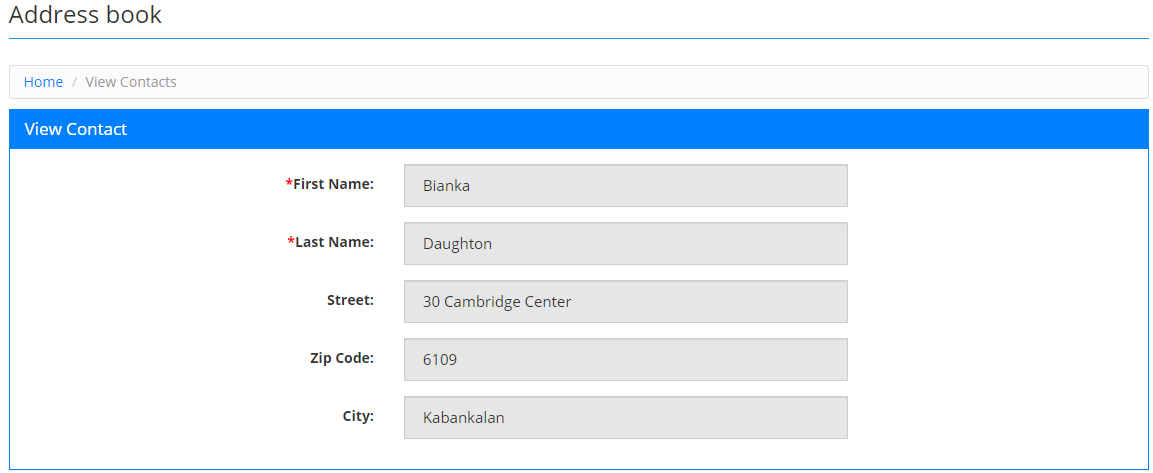 Address book
Home / View Contacts
View Contact
*First Name: Bianka
*Last Name: Daughton
Street: 30 Cambridge Center
Zip Code: 6109
City: Kabankalan